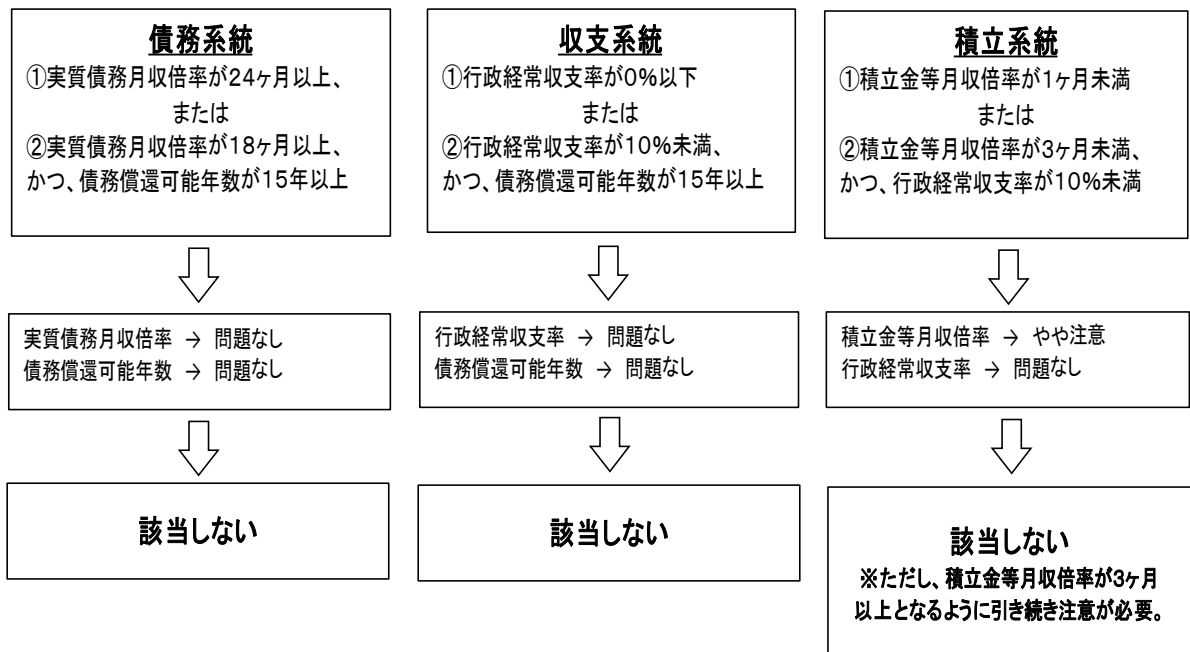 債務系統
①実質債務月収倍率が24ヶ月以上、
または
②実質債務月収倍率が18ヶ月以上、
かつ、債務償還可能年数が15年以上
実質債務月収倍率 → 問題なし
債務償還可能年数 → 問題なし
該当しない
収支系統
①行政経常収支率が0%以下
または
②行政経常収支率が10%未満、
かつ、債務償還可能年数が15年以上
行政経常収支率 → 問題なし
債務償還可能年数 → 問題なし
該当しない
積立系統
①積立金等月収倍率が1ヶ月未満
または
②積立金等月収倍率が3ヶ月未満、
かつ、行政経常収支率が10%未満
積立金等月収倍率 → やや注意
行政経常収支率 → 問題なし
該当しない
※ただし、積立金等月収倍率が3ヶ月
以上となるように引き続き注意が必要。